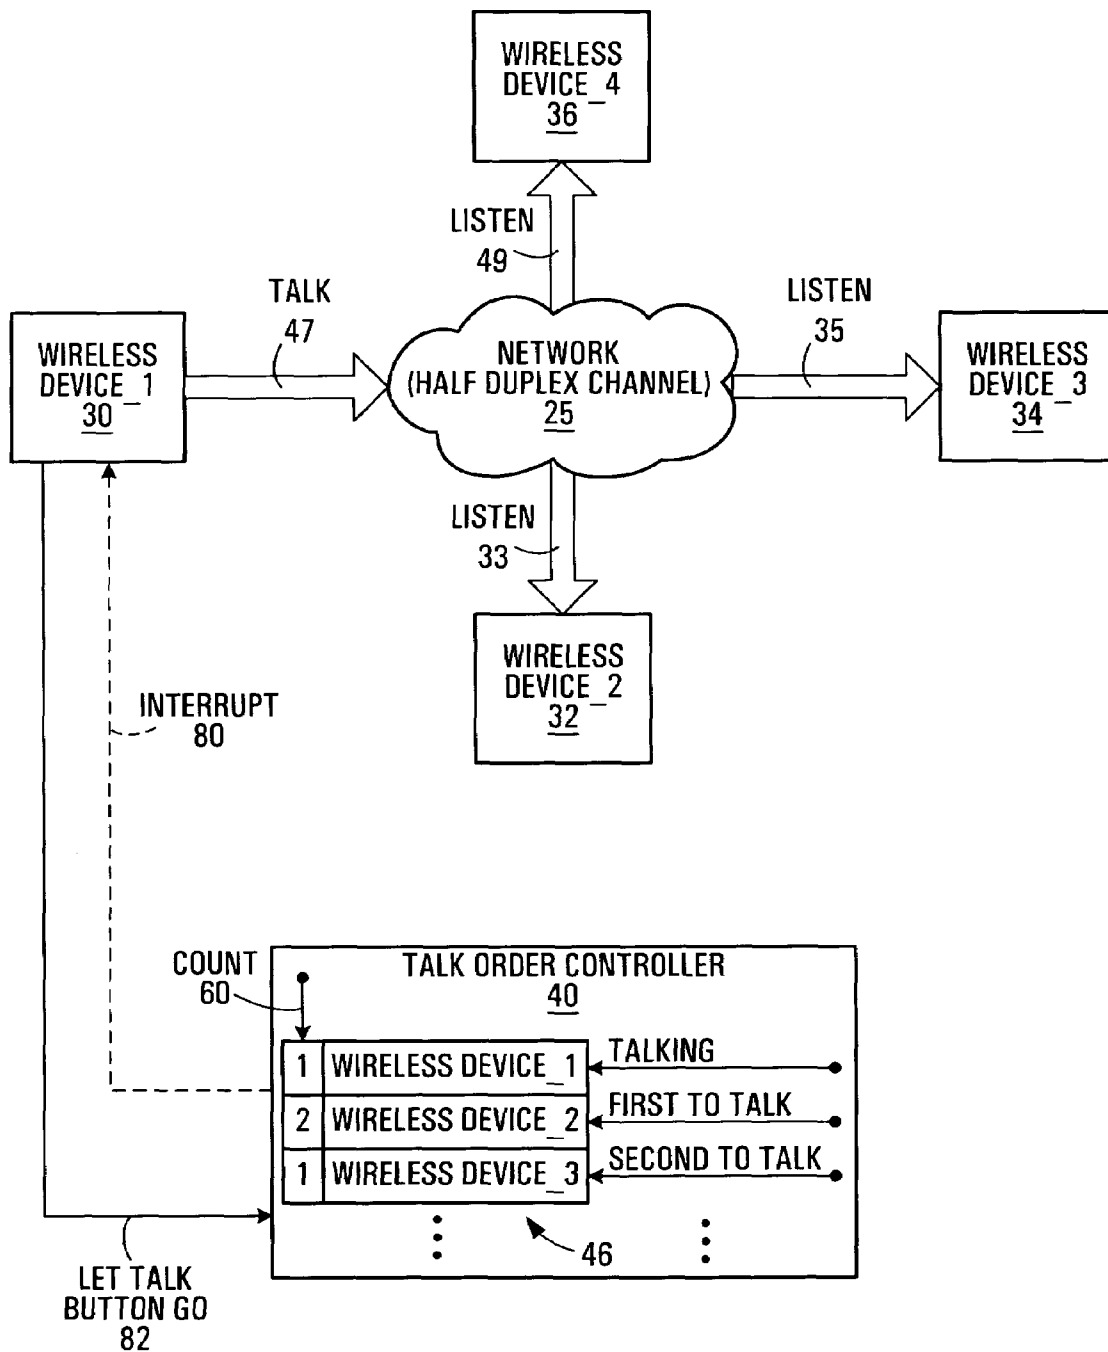 WIRELESS
DEVICE_4
36
LISTEN
49
TALK
47
LISTEN
35
WIRELESS
DEVICE_1
30
NETWORK
(HALF DUPLEX CHANNEL)
25
WIRELESS
DEVICE_3
34
LISTEN
33
WIRELESS
DEVICE_2
32
INTERRUPT
80
COUNT
60
TALK ORDER CONTROLLER
40
1 WIRELESS DEVICE_1 TALKING
2 WIRELESS DEVICE_2 FIRST TO TALK
1 WIRELESS DEVICE_3 SECOND TO TALK
46
LET TALK
BUTTON GO
82